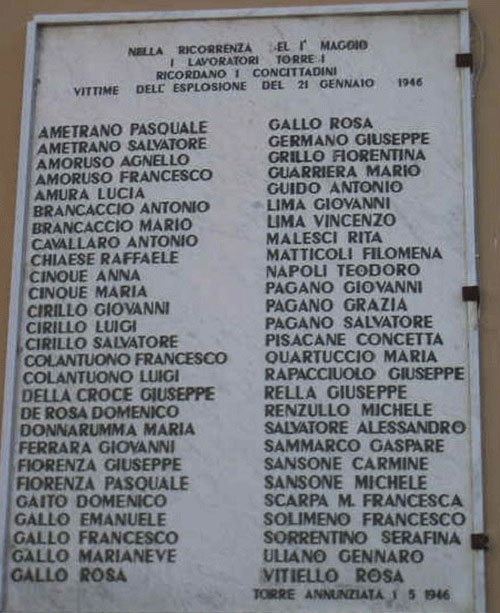 NELLA RICORRENZA EL 1° MAGGIO
I LAVORATORI TORRE I
RICORDANO I CONCITTADINI
VITTIME DELL'ESPLOSIONE DEL 21 GENNAIO 1946
AMETRANO PASQUALE
AMETRANO SALVATORE
AMORUSO AGNELLO
AMORUSO FRANCESCO
AMURA LUCIA
BRANCACCIO ANTONIO
BRANCACCIO MARIO
CAVALLARO ANTONIO
CHIAESE RAFFAELE
CINQUE ANNA
CINQUE MARIA
CIRILLO GIOVANNI
CIRILLO LUIGI
CIRILLO SALVATORE
COLANTUONO FRANCESCO
COLANTUONO LUIGI
DELLA CROCE GIUSEPPE
DE ROSA DOMENICO
DONNARUMMA MARIA
FERRARA GIOVANNI
FIORENZA GIUSEPPE
FIORENZA PASQUALE
GAITO DOMENICO
GALLO EMANUELE
GALLO FRANCESCO
GALLO MARIANEVE
GALLO ROSA
GALLO ROSA
GERMANO GIUSEPPE
GRILLO FIORENTINA
GUARRIERA MARIO
GUIDO ANTONIO
LIMA GIOVANNI
LIMA VINCENZO
MALESCI RITA
MATTICOLI FILOMENA
NAPOLI TEODORO
PAGANO GIOVANNI
PAGANO GRAZIA
PAGANO SALVATORE
PISACANE CONCETTA
QUARTUCCIO MARIA
RAPACCIUOLO GIUSEPPE
RELLA GIUSEPPE
RENZULLO MICHELE
SALVATORE ALESSANDRO
SAMMARCO GASPARE
SANSONE CARMINE
SANSONE MICHELE
SCARPA M. FRANCESCA
SOLIMENO FRANCESCO
SORRENTINO SERAFINA
ULIANO GENNARO
VITIELLO ROSA
TORRE ANNUNZIATA 1 5 1946